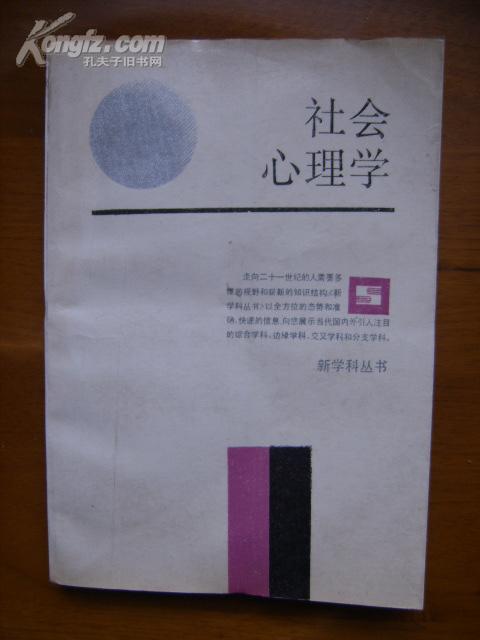 Kongfz.com
孔夫子旧书网
社会
心理学
走向二十一世纪的人需要多
维的视野和崭新的知识结构。《新
学科丛书》以全方位的态势和准
确、快速的信息,向您展示当代国内外引人注目
的综合学科、边缘学科、交叉学科和分支学科。
新学科丛书